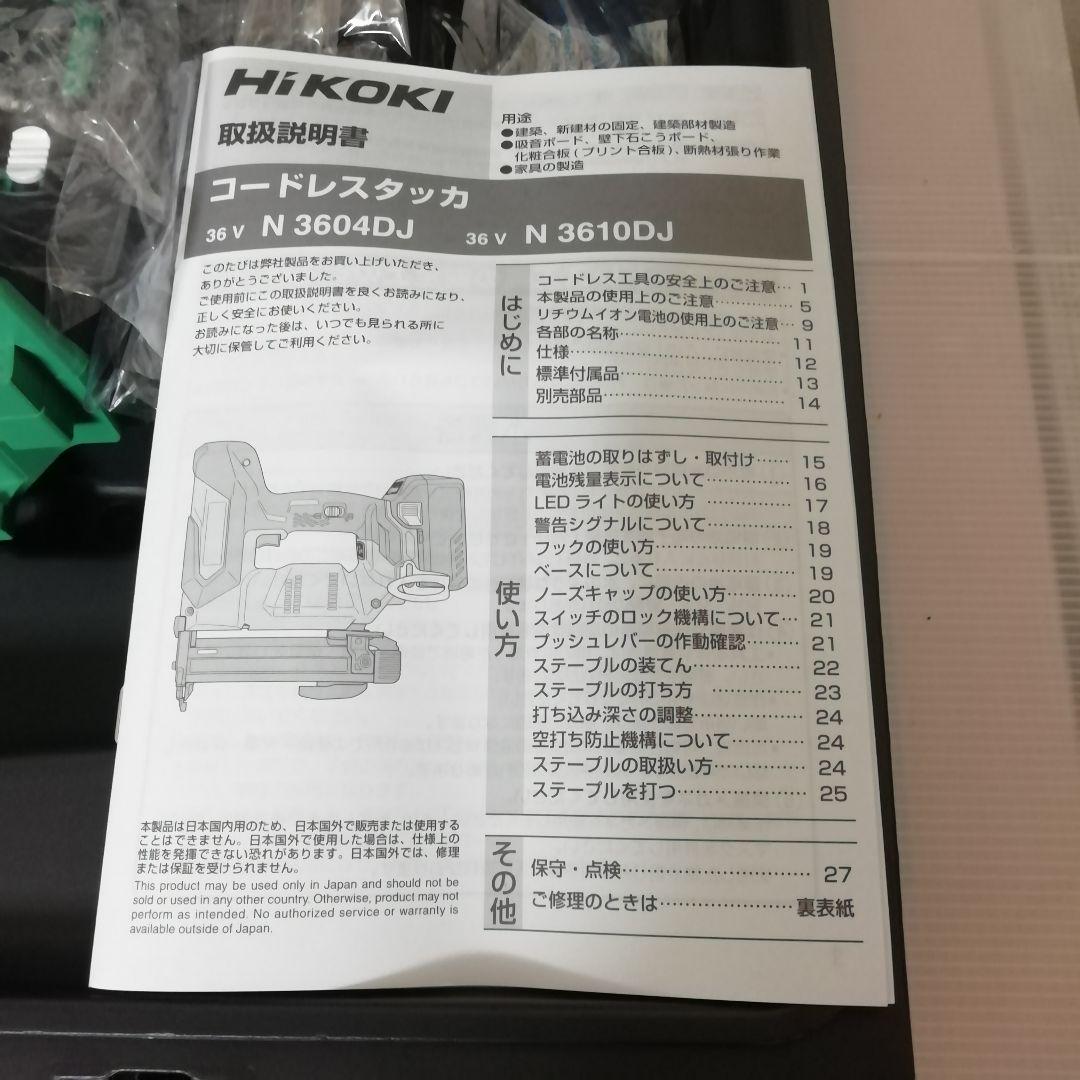 HiKOKI
取扱説明書
用途
●建築、新建材の固定、建築部材製造
●吸音ボード、壁下石こうボード、
化粧合板(プリント合板)、断熱材張り作業
●家具の製造
コードレスタッカ
36 V N 3604DJ 36 V N 3610DJ
このたびは弊社製品をお買い上げいただき、
ありがとうございました。
ご使用前にこの取扱説明書を良くお読みになり、
正しく安全にお使いください。
お読みになった後は、いつでも見られる所に
大切に保管してご利用ください。
はじめに
コードレス工具の安全上のご注意… 1
本製品の使用上のご注意…………… 5
リチウムイオン電池の使用上のご注意… 9
各部の名称………………………… 11
仕様………………………………… 12
標準付属品………………………… 13
別売部品…………………………… 14
使い方
蓄電池の取りはずし・取付け…… 15
電池残量表示について…………… 16
LED ライトの使い方 …………… 17
警告シグナルについて…………… 18
フックの使い方…………………… 19
ベースについて…………………… 19
ノーズキャップの使い方………… 20
スイッチのロック機構について… 21
プッシュレバーの作動確認……… 21
ステープルの装てん……………… 22
ステープルの打ち方 …………… 23
打ち込み深さの調整……………… 24
空打ち防止機構について………… 24
ステープルの取扱い方…………… 24
ステープルを打つ………………… 25
その他
保守・点検………………………… 27
ご修理のときは…………………裏表紙
本製品は日本国内用のため、日本国外で販売または使用する
ことはできません。日本国外で使用した場合は、仕様上の
性能を発揮できない恐れがあります。日本国外では、修理
または保証を受けられません。
This product may be used only in Japan and should not be
sold or used in any other country. Otherwise, product may not
perform as intended. No authorized service or warranty is
available outside of Japan.